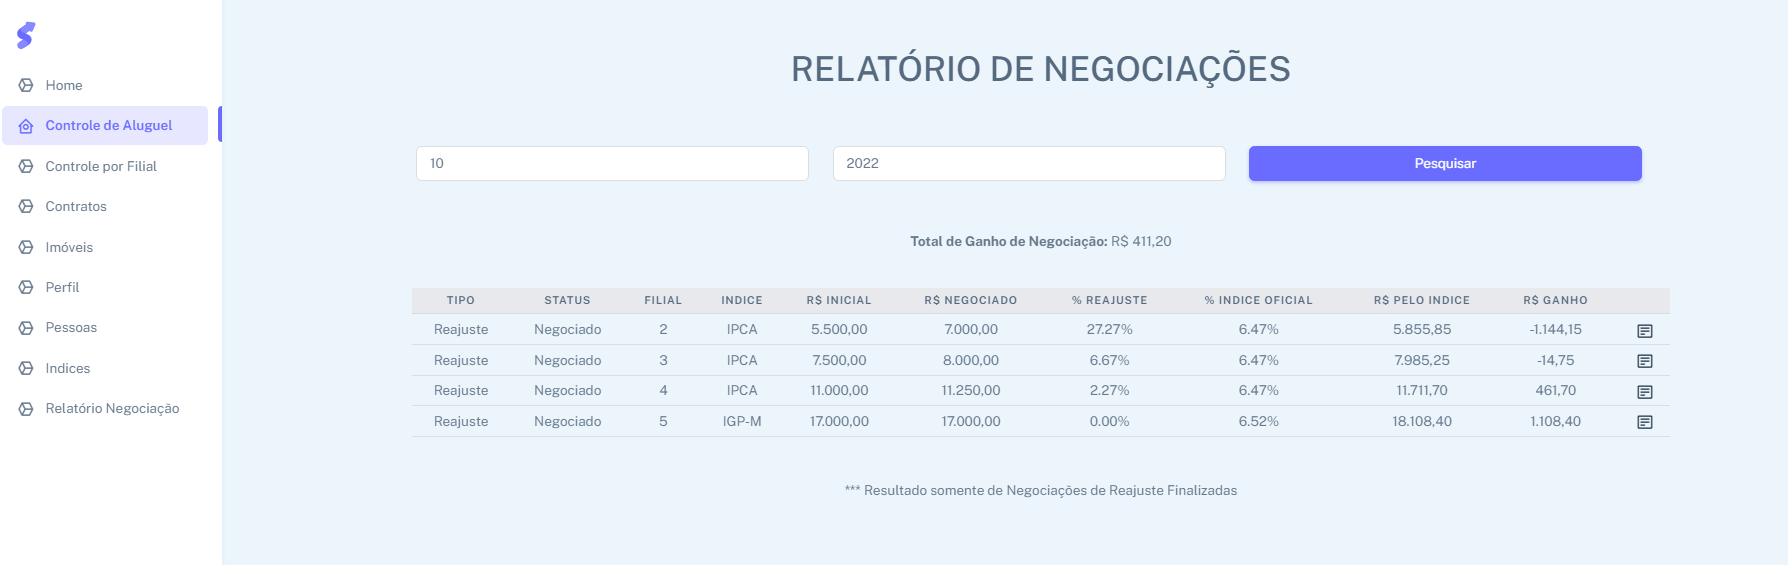 Home
Controle de Aluguel
Controle por Filial
Contratos
Imóveis
Perfil
Pessoas
Indices
Relatório Negociação
RELATÓRIO DE NEGOCIAÇÕES
10 2022 Pesquisar
Total de Ganho de Negociação: R$ 411,20
TIPO STATUS FILIAL INDICE R$ INICIAL R$ NEGOCIADO % REAJUSTE % INDICE OFICIAL R$ PELO INDICE R$ GANHO
Reajuste Negociado 2 IPCA 5.500,00 7.000,00 27.27% 6.47% 5.855,85 -1.144,15
Reajuste Negociado 3 IPCA 7.500,00 8.000,00 6.67% 6.47% 7.985,25 -14,75
Reajuste Negociado 4 IPCA 11.000,00 11.250,00 2.27% 6.47% 11.711,70 461,70
Reajuste Negociado 5 IGP-M 17.000,00 17.000,00 0.00% 6.52% 18.108,40 1.108,40
*** Resultado somente de Negociações de Reajuste Finalizadas